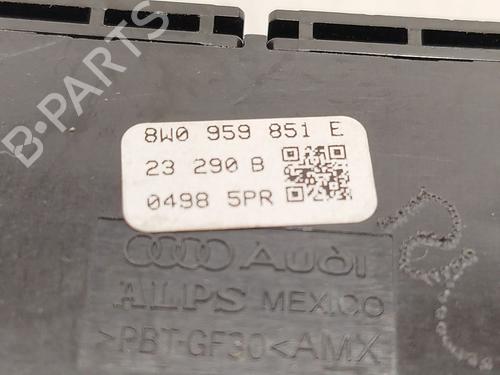 B-PARTS
8W0 959 851 E
23 290 B
0498 5PR
Audi
ALPS MEXICO
>PBT-GF30<AMX